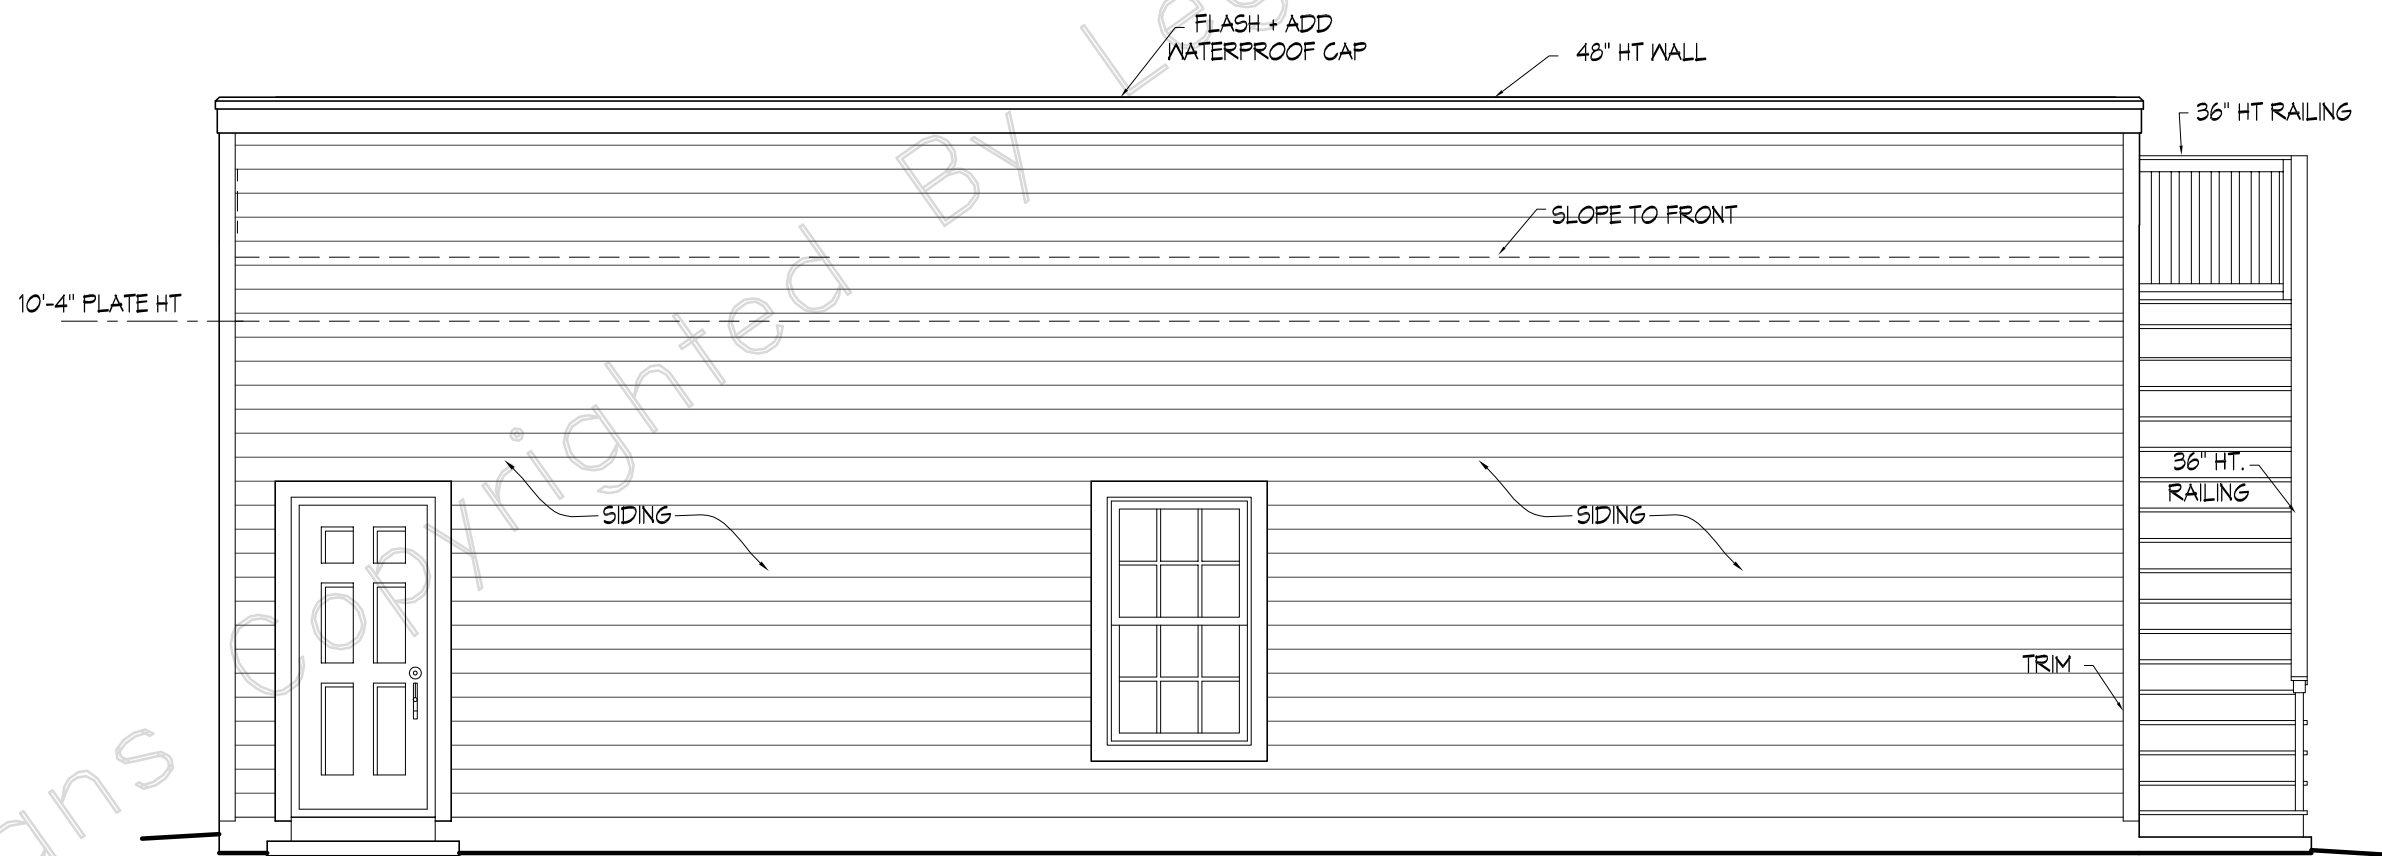 FLASH + ADD
WATERPROOF CAP
48" HT WALL
36" HT RAILING
SLOPE TO FRONT
10'-4" PLATE HT
36" HT.
RAILING
SIDING
SIDING
TRIM
Copyrighted By